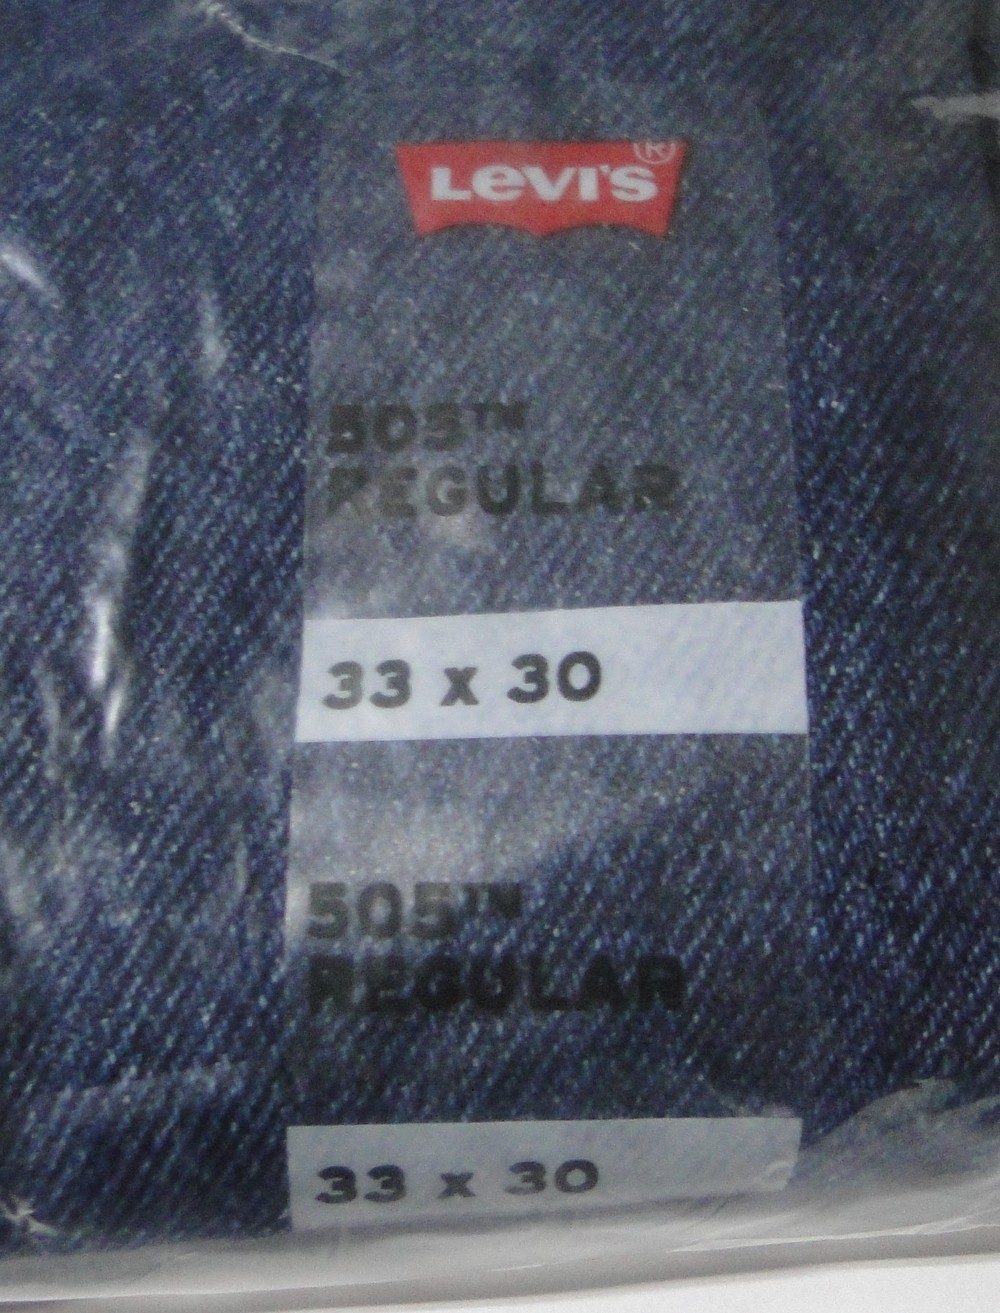 LEVI'S®
505™
REGULAR
33 x 30
505™
REGULAR
33 x 30